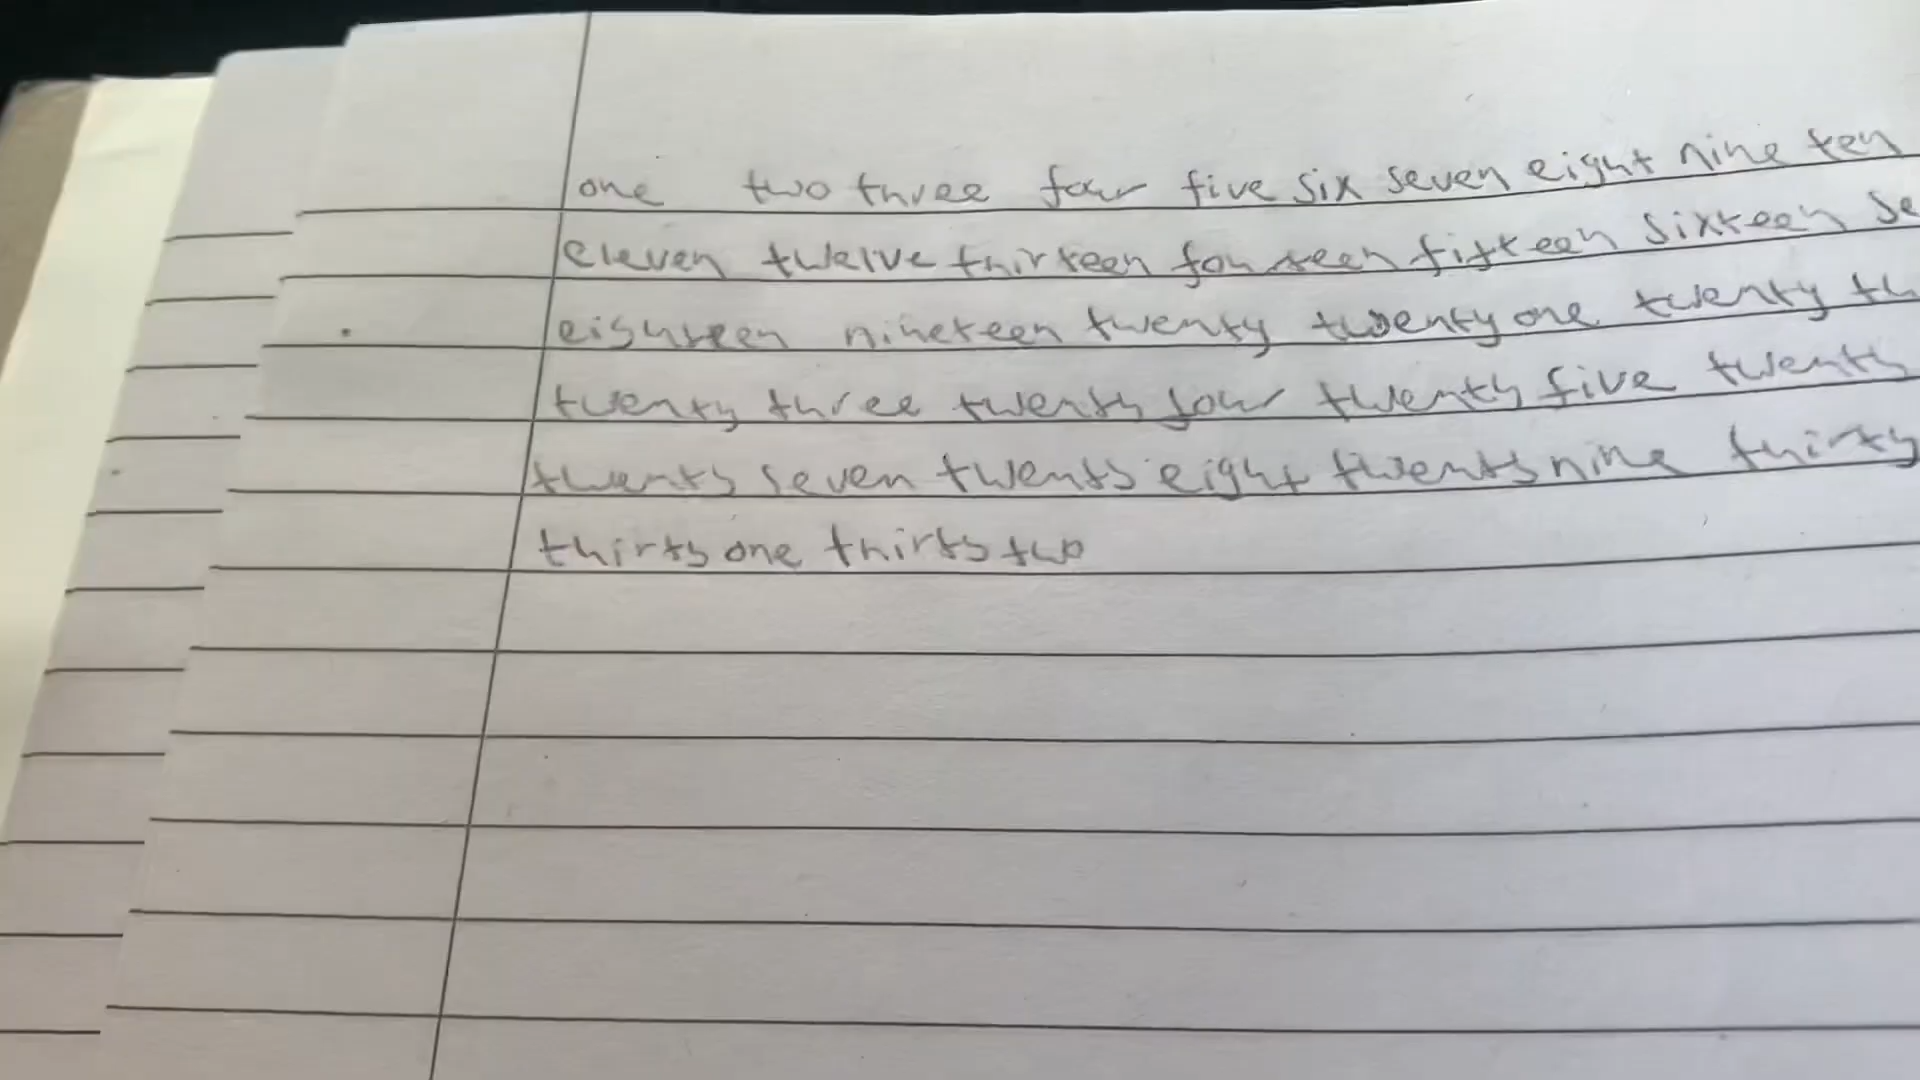 one two three four five six seven eight nine ten
eleven twelve thirteen fourteen fifteen sixteen se
eighteen nineteen twenty twenty one twenty th
twenty three twenty four twenty five twenty
twenty seven twenty eight twenty nine thirty
thirty one thirty two